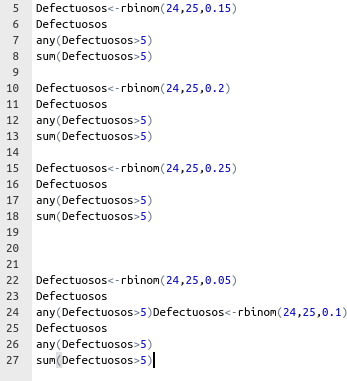 5 Defectuosos<-rbinom(24,25,0.15)
6 Defectuosos
7 any(Defectuosos>5)
8 sum(Defectuosos>5)
9
10 Defectuosos<-rbinom(24,25,0.2)
11 Defectuosos
12 any(Defectuosos>5)
13 sum(Defectuosos>5)
14
15 Defectuosos<-rbinom(24,25,0.25)
16 Defectuosos
17 any(Defectuosos>5)
18 sum(Defectuosos>5)
19
20
21
22 Defectuosos<-rbinom(24,25,0.05)
23 Defectuosos
24 any(Defectuosos>5)Defectuosos<-rbinom(24,25,0.1)
25 Defectuosos
26 any(Defectuosos>5)
27 sum(Defectuosos>5)